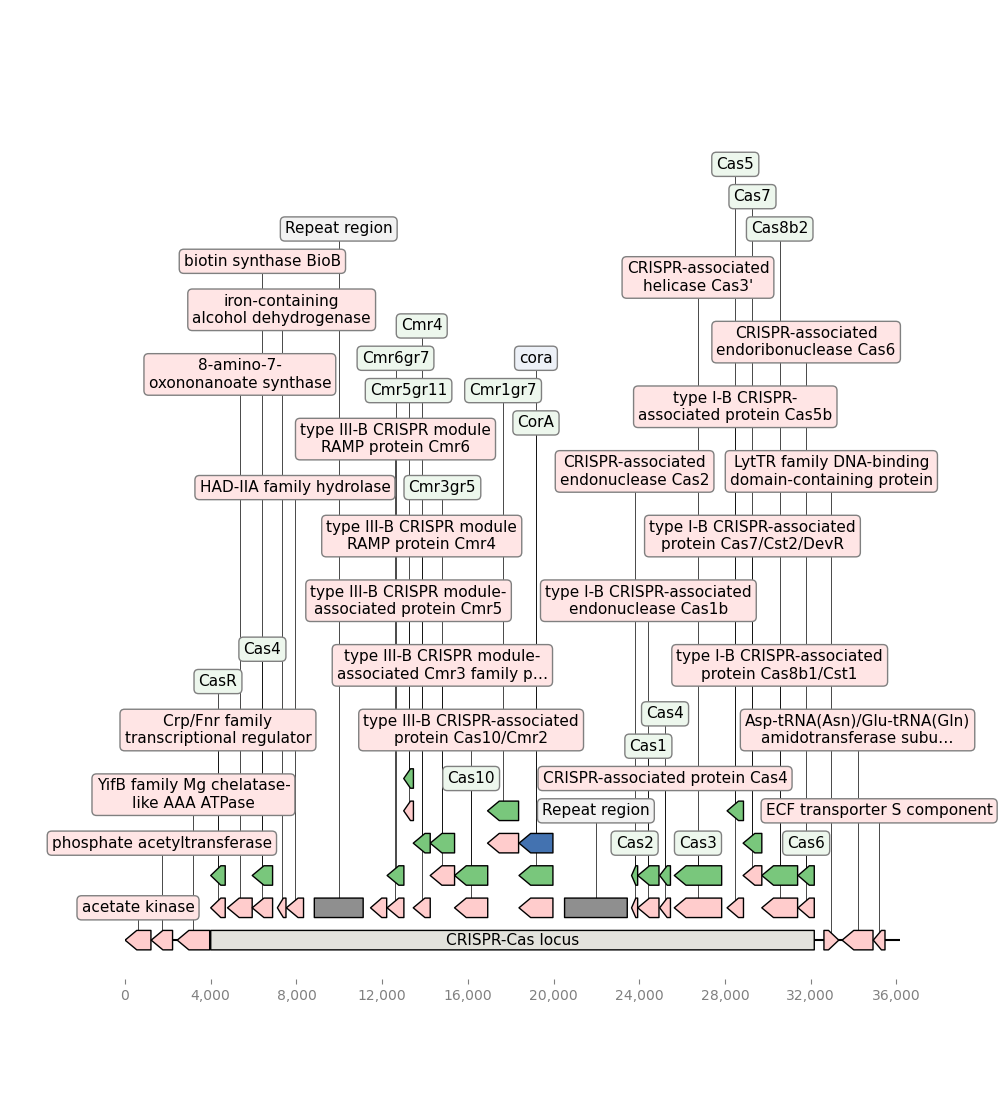 Cas5
Cas7
Repeat region
Cas8b2
biotin synthase BioB
CRISPR-associated
helicase Cas3'
iron-containing
alcohol dehydrogenase
Cmr4
CRISPR-associated
endoribonuclease Cas6
Cmr6gr7
cora
8-amino-7-
oxononanoate synthase
Cmr5gr11
Cmr1gr7
type I-B CRISPR-
associated protein Cas5b
CorA
type III-B CRISPR module
RAMP protein Cmr6
CRISPR-associated
endonuclease Cas2
LytTR family DNA-binding
domain-containing protein
HAD-IIA family hydrolase
Cmr3gr5
type III-B CRISPR module
RAMP protein Cmr4
type I-B CRISPR-associated
protein Cas7/Cst2/DevR
type III-B CRISPR module-
associated protein Cmr5
type I-B CRISPR-associated
endonuclease Cas1b
Cas4
type III-B CRISPR module-
associated Cmr3 family p...
type I-B CRISPR-associated
protein Cas8b1/Cst1
CasR
Cas4
Crp/Fnr family
transcriptional regulator
type III-B CRISPR-associated
protein Cas10/Cmr2
Asp-tRNA(Asn)/Glu-tRNA(Gln)
amidotransferase subu...
Cas1
YifB family Mg chelatase-
like AAA ATPase
Cas10
CRISPR-associated protein Cas4
Repeat region
ECF transporter S component
phosphate acetyltransferase
Cas2
Cas3
Cas6
acetate kinase
CRISPR-Cas locus
0
4,000
8,000
12,000
16,000
20,000
24,000
28,000
32,000
36,000